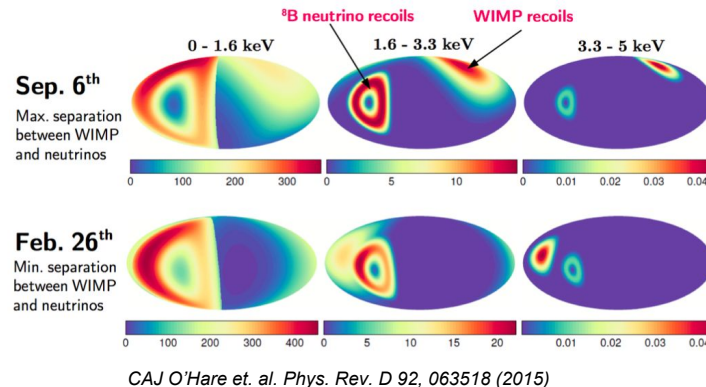 ⁸B neutrino recoils
WIMP recoils
0 - 1.6 keV
1.6 - 3.3 keV
3.3 - 5 keV
Sep. 6th
Max. separation
between WIMP
and neutrinos
0 100 200 300
0 5 10
0 0.01 0.02 0.03 0.04
Feb. 26th
Min. separation
between WIMP
and neutrinos
0 100 200 300 400
0 5 10 15 20
0 0.01 0.02 0.03 0.04
CAJ O'Hare et. al. Phys. Rev. D 92, 063518 (2015)